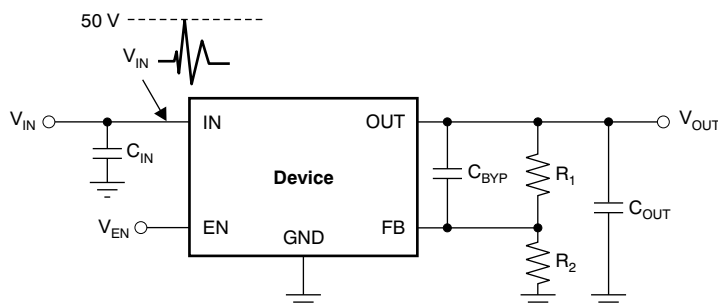 50 V
V_IN
V_IN
IN
OUT
V_OUT
C_IN
Device
C_BYP
R_1
C_OUT
V_EN
EN
GND
FB
R_2